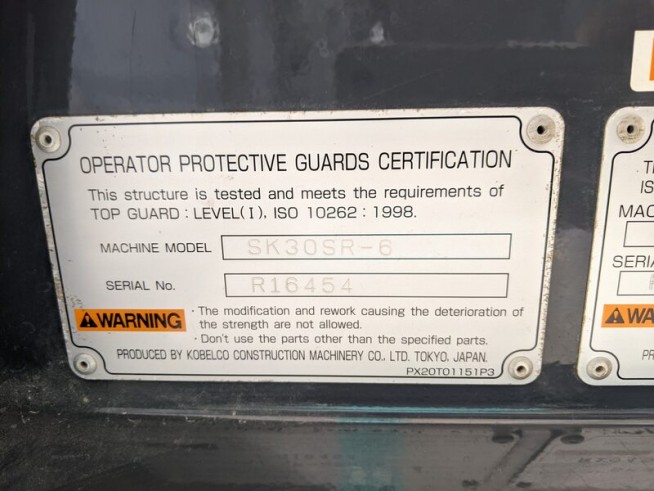 OPERATOR PROTECTIVE GUARDS CERTIFICATION
This structure is tested and meets the requirements of
TOP GUARD : LEVEL(I). ISO 10262 : 1998.
MACHINE MODEL SK30SR-6
SERIAL No. R16454
WARNING
· The modification and rework causing the deterioration of
the strength are not allowed.
· Don't use the parts other than the specified parts.
PRODUCED BY KOBELCO CONSTRUCTION MACHINERY CO., LTD. TOKYO, JAPAN.
PX20T01151P3